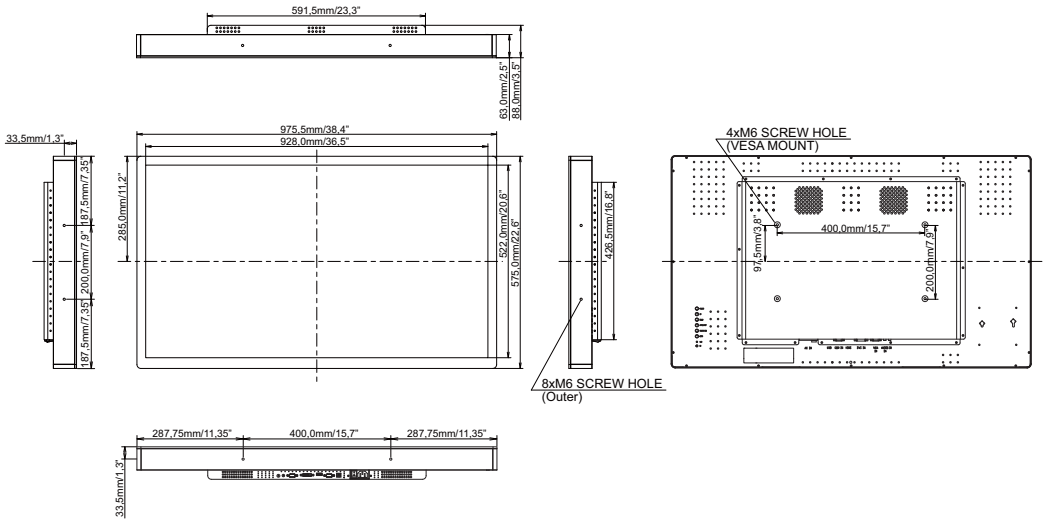 591,5mm/23,3"
63,0mm/2,5"
88,0mm/3,5"
33,5mm/1,3"
975,5mm/38,4"
928,0mm/36,5"
187,5mm/7,35"
200,0mm/7,9"
187,5mm/7,35"
285,0mm/11,2"
522,0mm/20,6"
575,0mm/22,6"
426,5mm/16,8"
4xM6 SCREW HOLE
(VESA MOUNT)
400,0mm/15,7"
97,5mm/3,8"
200,0mm/7,9"
8xM6 SCREW HOLE
(Outer)
287,75mm/11,35"
400,0mm/15,7"
287,75mm/11,35"
33,5mm/1,3"